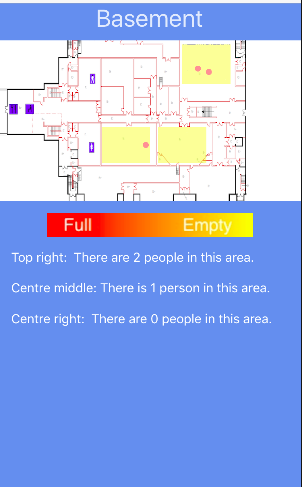 Basement
Full Empty
Top right: There are 2 people in this area.
Centre middle: There is 1 person in this area.
Centre right: There are 0 people in this area.